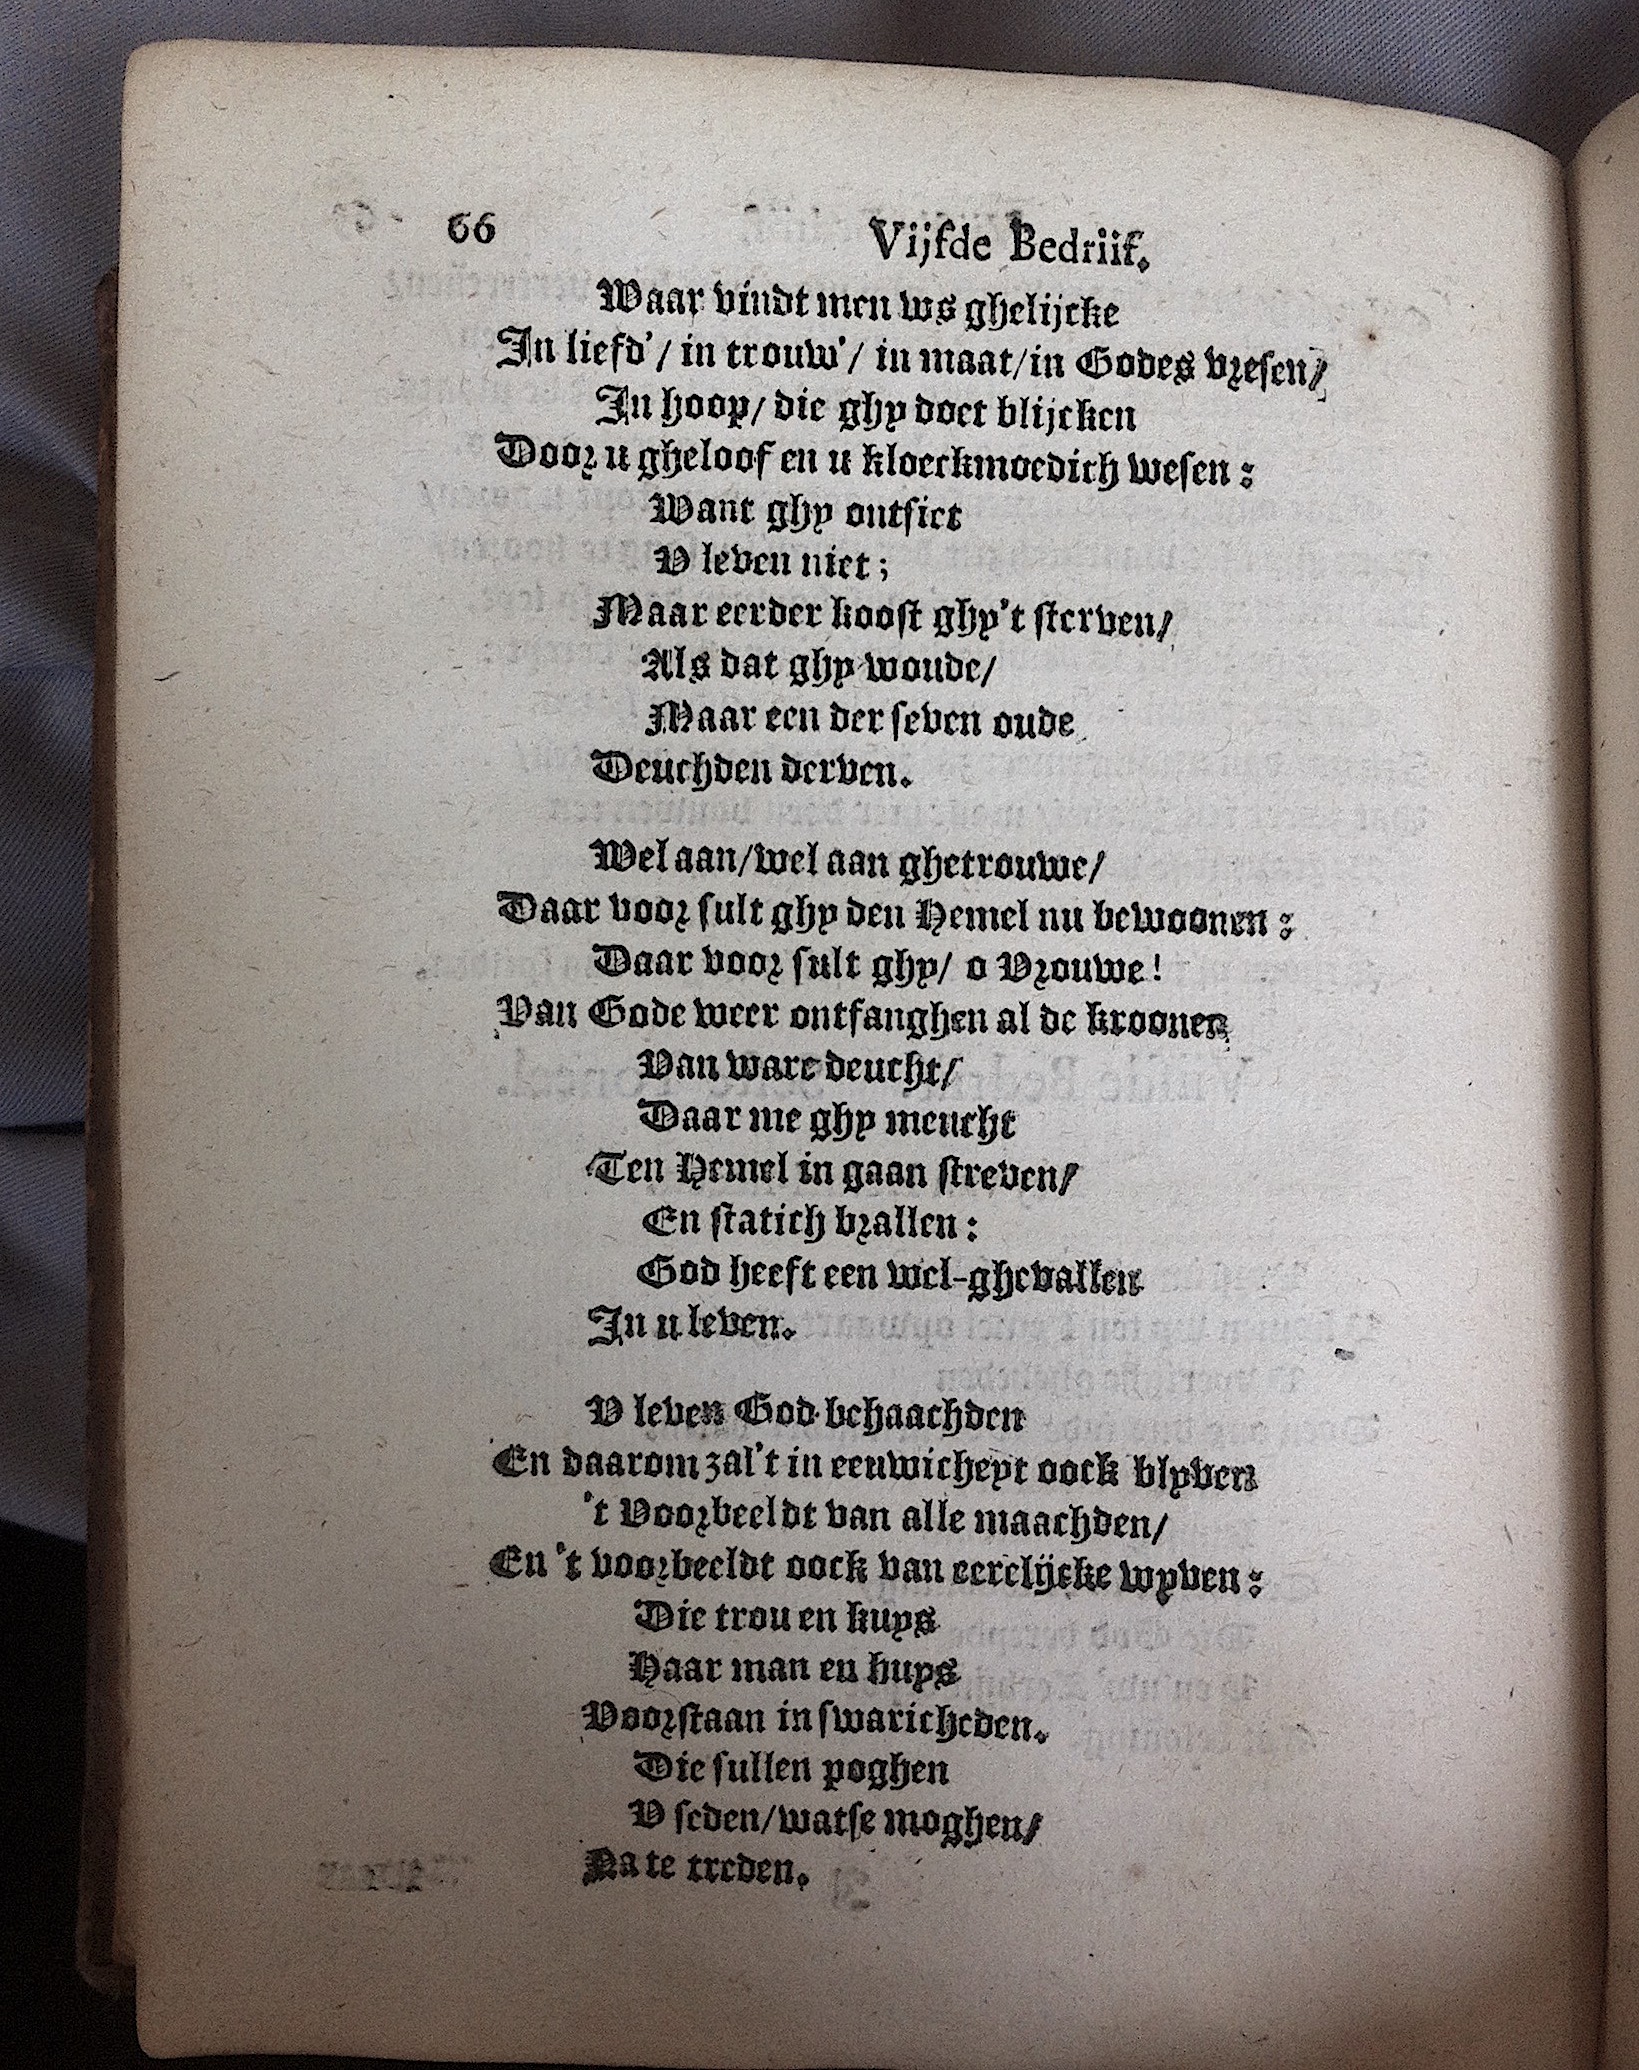 66 Vijfde Bedriif.
Waar vindt men ws ghelijcke
In liefd'/ in trouw'/ in maat/in Godes vresen/
In hoop/ die ghy doet blijcken
Door u gheloof en u kloeckmoedich wesen:
Want ghy ontsiet
V leven niet;
Maar eerder koost ghy't sterven/
Als dat ghy woude/
Maar een der seven oude
Deuchden derven.
Wel aan/wel aan ghetrouwe/
Daar voor sult ghy den Hemel nu bewoonen:
Daar voor sult ghy/ o Vrouwe!
Van Gode weer ontfanghen al de kroonen
Van ware deucht/
Daar me ghy meucht
Ten Hemel in gaan streven/
En statich brallen:
God heeft een wel-ghevallen
In u leven.
V leven God behaachden
En daarom zal't in eeuwicheyt oock blyven
't Voorbeeldt van alle maachden/
En 't voorbeeldt oock van eerelijcke wyven:
Die trou en kuys
Haar man en huys
Voorstaan in swaricheden.
Die sullen poghen
V seden/watse moghen/
Na te treden.